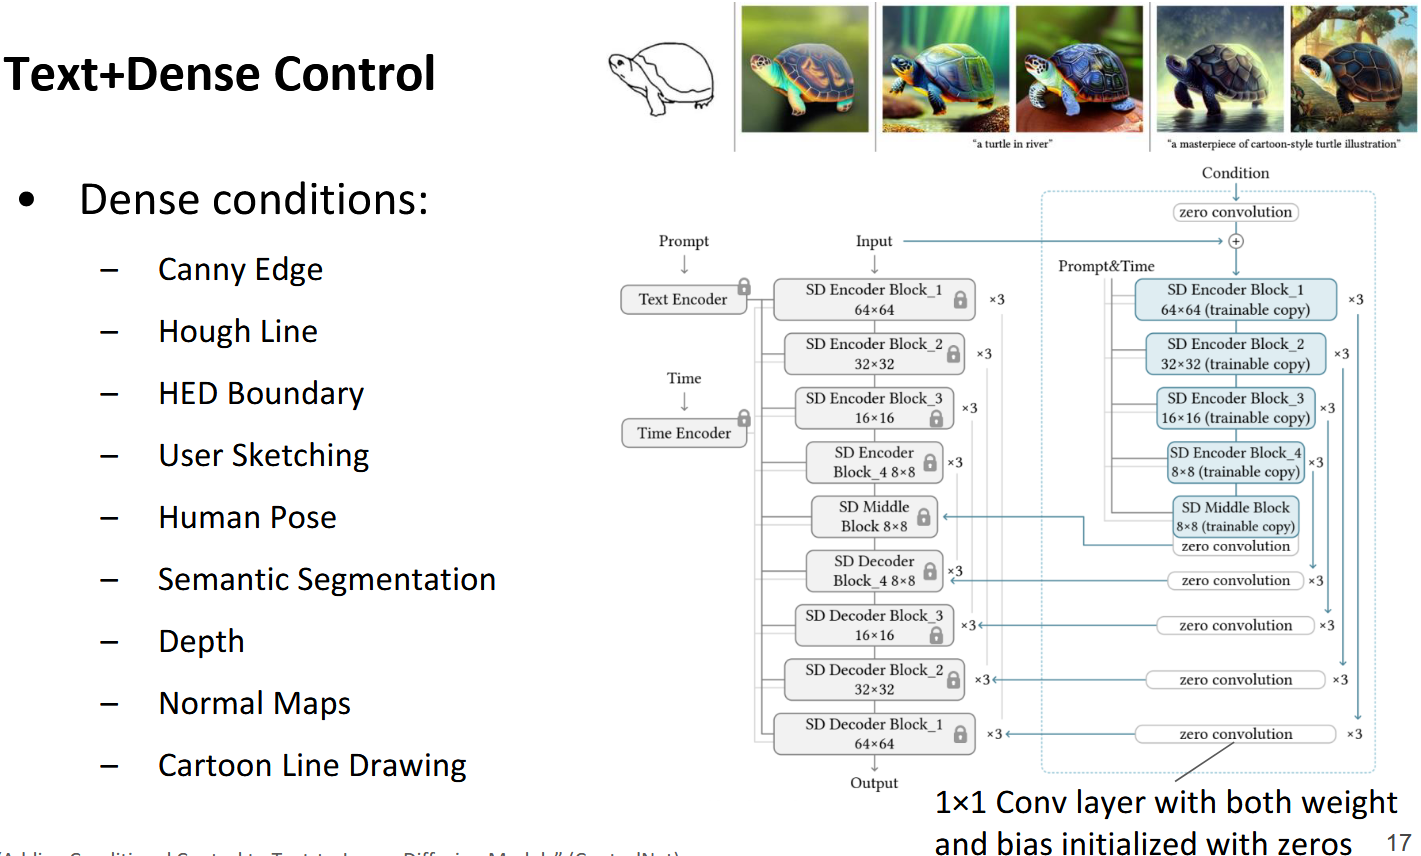 Text+Dense Control
"a turtle in river"
"a masterpiece of cartoon-style turtle illustration"
• Dense conditions:
– Canny Edge
– Hough Line
– HED Boundary
– User Sketching
– Human Pose
– Semantic Segmentation
– Depth
– Normal Maps
– Cartoon Line Drawing
Prompt
Text Encoder
Time
Time Encoder
Input
SD Encoder Block_1
64×64
×3
SD Encoder Block_2
32×32
×3
SD Encoder Block_3
16×16
×3
SD Encoder
Block_4 8×8
×3
SD Middle
Block 8×8
SD Decoder
Block_4 8×8
×3
SD Decoder Block_3
16×16
×3
SD Decoder Block_2
32×32
×3
SD Decoder Block_1
64×64
×3
Output
Condition
zero convolution
+
Prompt&Time
SD Encoder Block_1
64×64 (trainable copy)
×3
SD Encoder Block_2
32×32 (trainable copy)
×3
SD Encoder Block_3
16×16 (trainable copy)
×3
SD Encoder Block_4
8×8 (trainable copy)
×3
SD Middle Block
8×8 (trainable copy)
zero convolution
zero convolution
×3
zero convolution
×3
zero convolution
×3
zero convolution
×3
1×1 Conv layer with both weight
and bias initialized with zeros
17